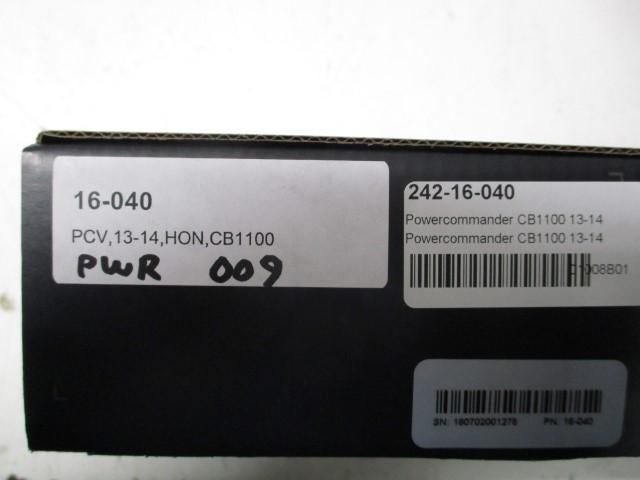 16-040
PCV,13-14,HON,CB1100
PWR 009
242-16-040
Powercommander CB1100 13-14
Powercommander CB1100 13-14
01008B01
SN: 160702001276 PN: 16-040